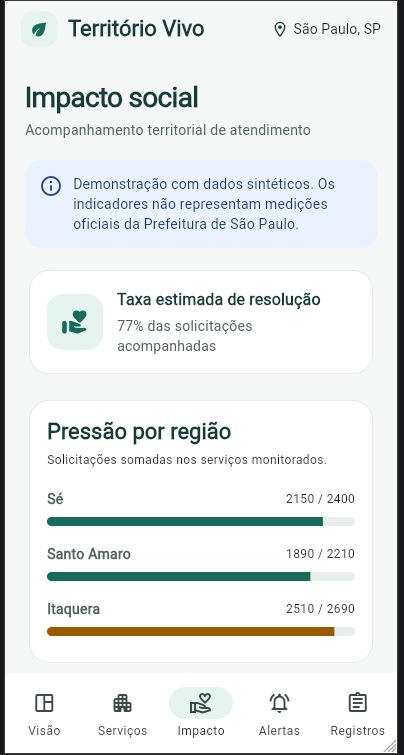 Território Vivo
São Paulo, SP
Impacto social
Acompanhamento territorial de atendimento
Demonstração com dados sintéticos. Os
indicadores não representam medições
oficiais da Prefeitura de São Paulo.
Taxa estimada de resolução
77% das solicitações
acompanhadas
Pressão por região
Solicitações somadas nos serviços monitorados.
Sé
2150 / 2400
Santo Amaro
1890 / 2210
Itaquera
2510 / 2690
Visão
Serviços
Impacto
Alertas
Registros